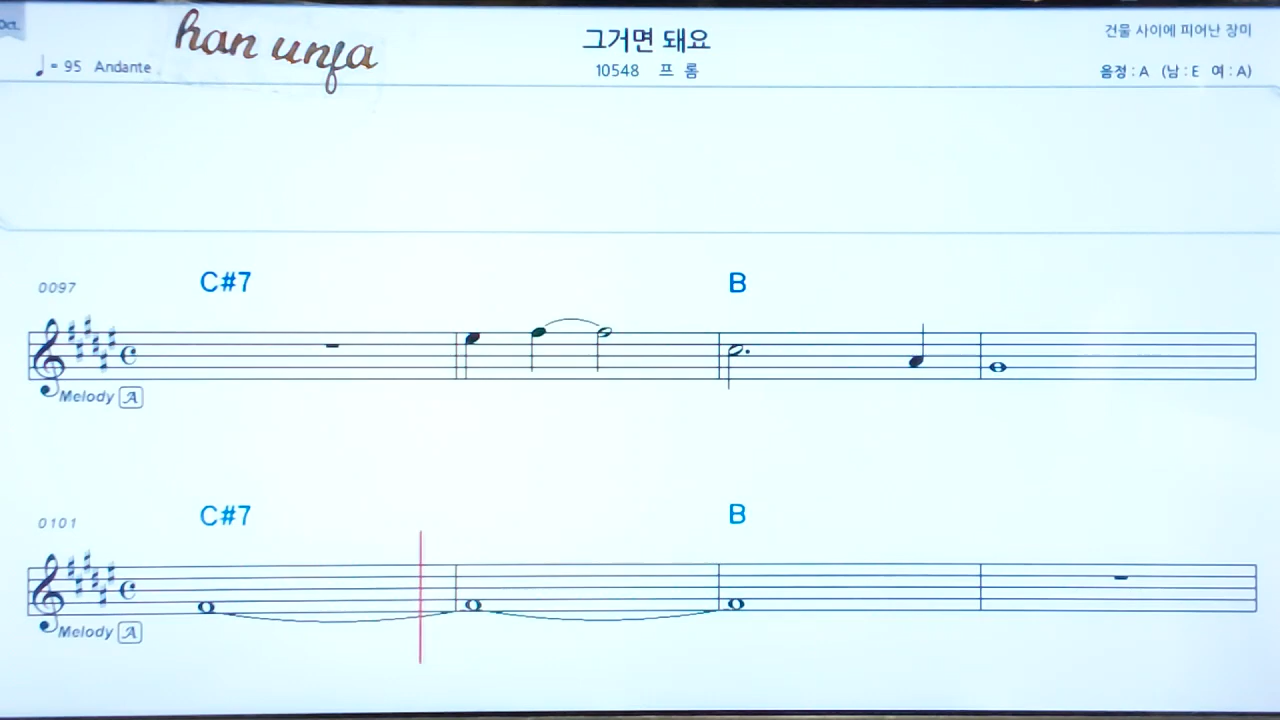 Oct.
han unfa
♩= 95 Andante
그거면 돼요
10548 프 롬
건물 사이에 피어난 장미
음정 : A (남 : E 여 : A)
0097
C#7
B
Melody A
0101
C#7
B
Melody A